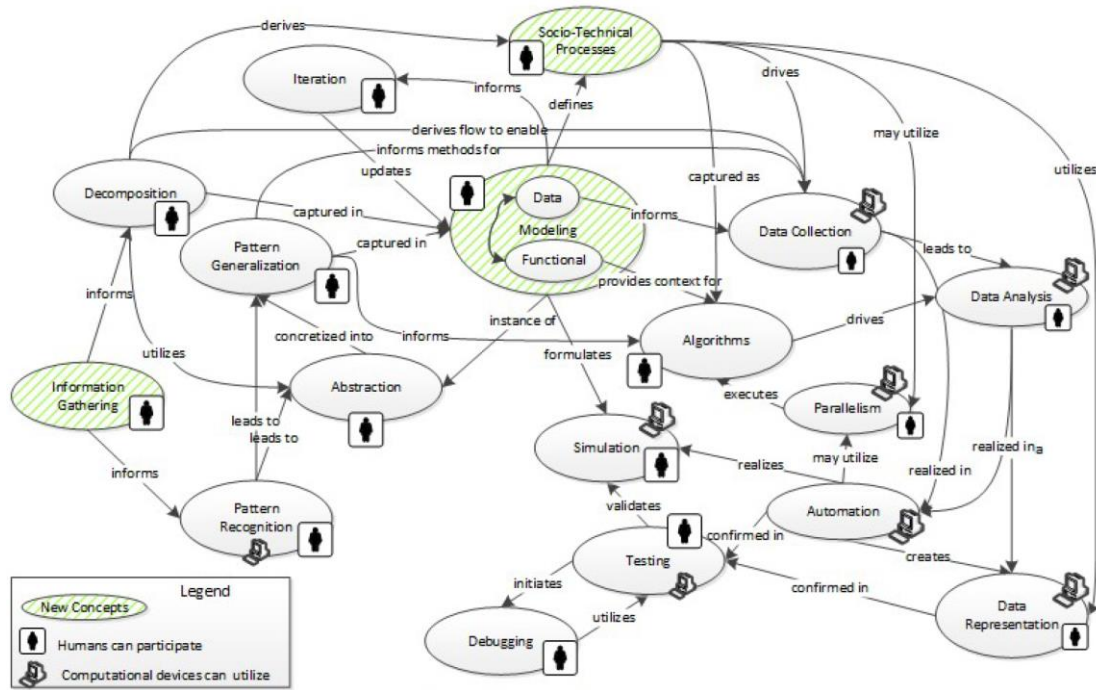 derives
Socio-Technical
Processes
Iteration
informs
defines
drives
derives flow to enable
informs methods for
may utilize
updates
utilizes
Decomposition
captured in
Data
Modeling
Functional
informs
captured as
Data Collection
leads to
Pattern
Generalization
captured in
provides context for
Data Analysis
informs
instance of
concretized into
informs
drives
utilizes
formulates
Algorithms
Information
Gathering
Abstraction
executes
Parallelism
leads to
leads to
Simulation
realizes
may utilize
realized in
realized in
a
informs
Pattern
Recognition
validates
Automation
Testing
confirmed in
creates
initiates
confirmed in
Data
Representation
utilizes
Debugging
Legend
New Concepts
Humans can participate
Computational devices can utilize